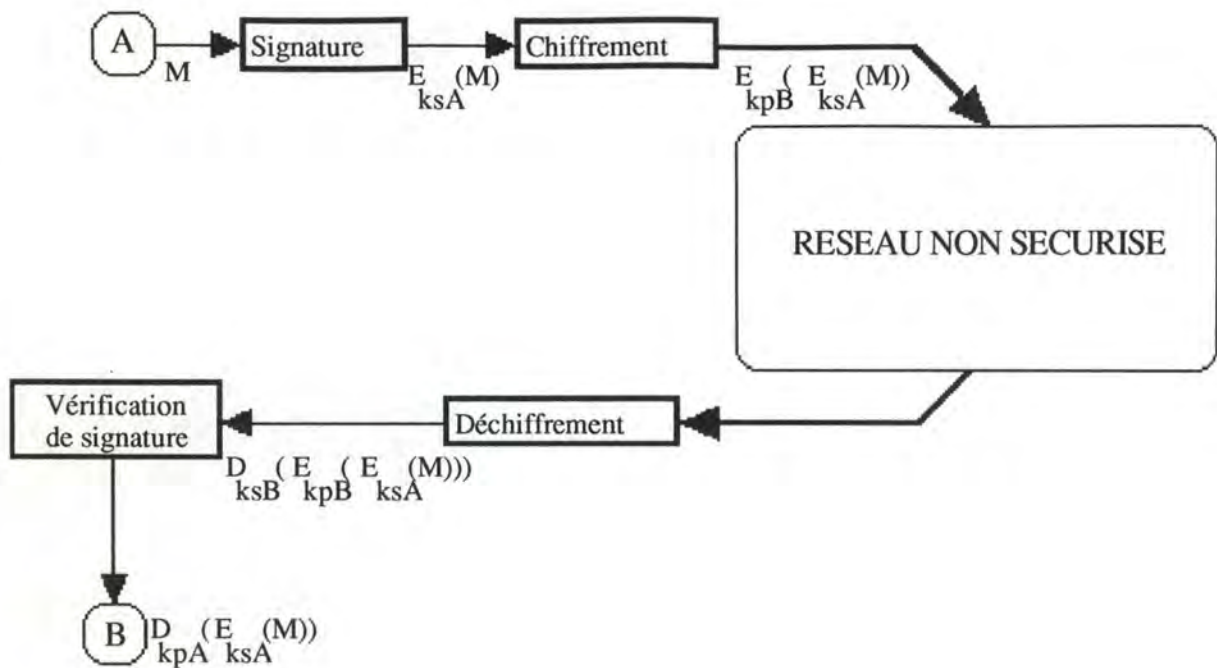 A
Signature
Chiffrement
M
E ksA (M)
E kpB ( E ksA (M))
RESEAU NON SECURISE
Vérification
de signature
Déchiffrement
D ksB ( E kpB ( E ksA (M)))
B
D kpA ( E ksA (M))